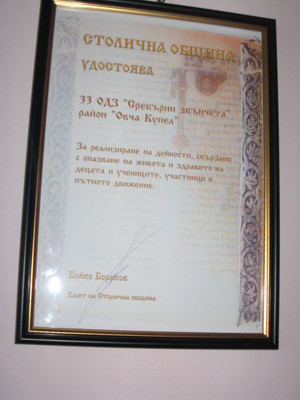 СТОЛИЧНА ОБЩИНА
УДОСТОЯВА
33 ОДЗ "Сребърни звънчета"
район "Овча Купел"
За реализиране на дейности, свързани
с опазване на живота и здравето на
децата и учениците, участници в
пътното движение.
Бойко Борисов
Кмет на Столична община